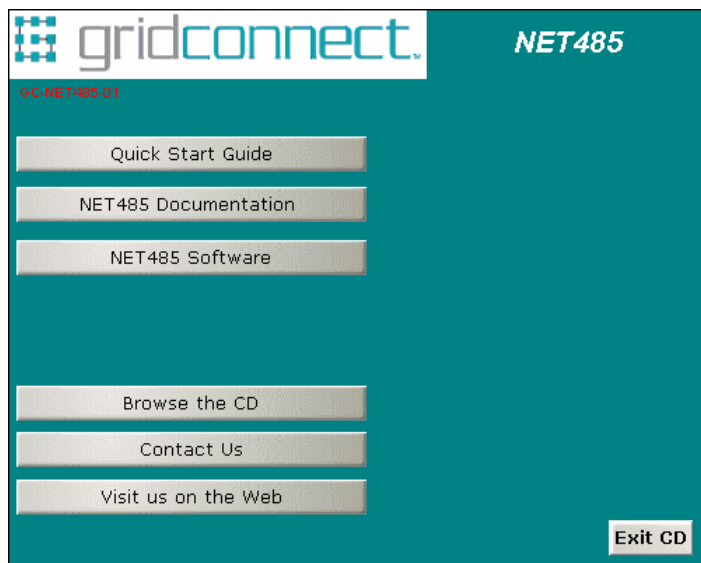 gridconnect.™
NET485
GC-NET485-01
Quick Start Guide
NET485 Documentation
NET485 Software
Browse the CD
Contact Us
Visit us on the Web
Exit CD